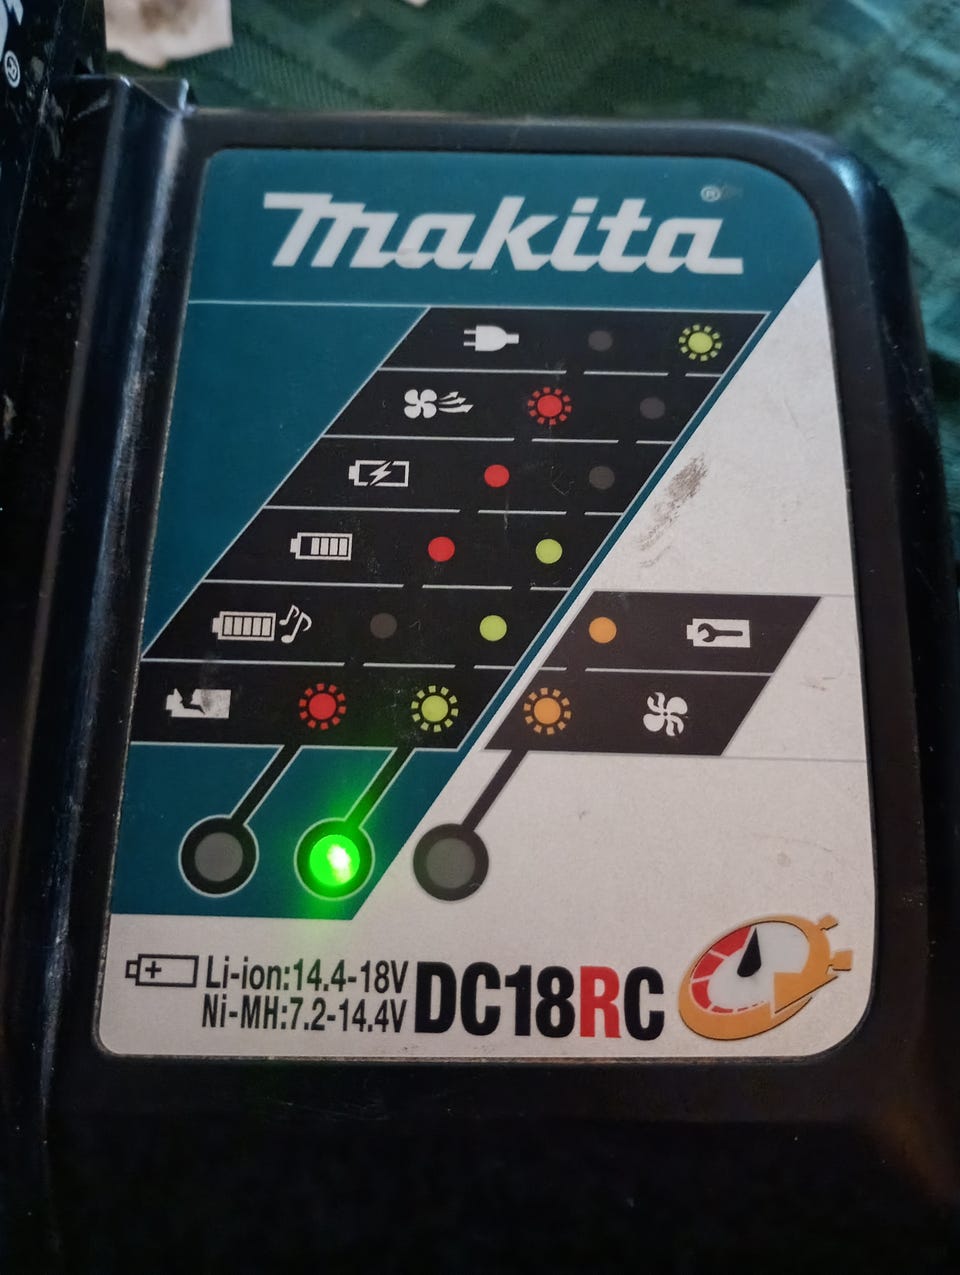 makita®
Li-ion:14.4-18V
Ni-MH:7.2-14.4V
DC18RC